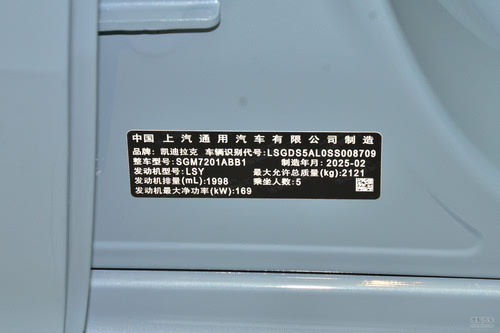 中国上汽通用汽车有限公司制造
品牌：凯迪拉克 车辆识别代号：LSGDS5AL0SS008709
整车型号：SGM7201ABB1 制造年月：2025-02
发动机型号：LSY 最大允许总质量(kg)：2121
发动机排量(mL)：1998 乘坐人数：5
发动机最大净功率(kW)：169